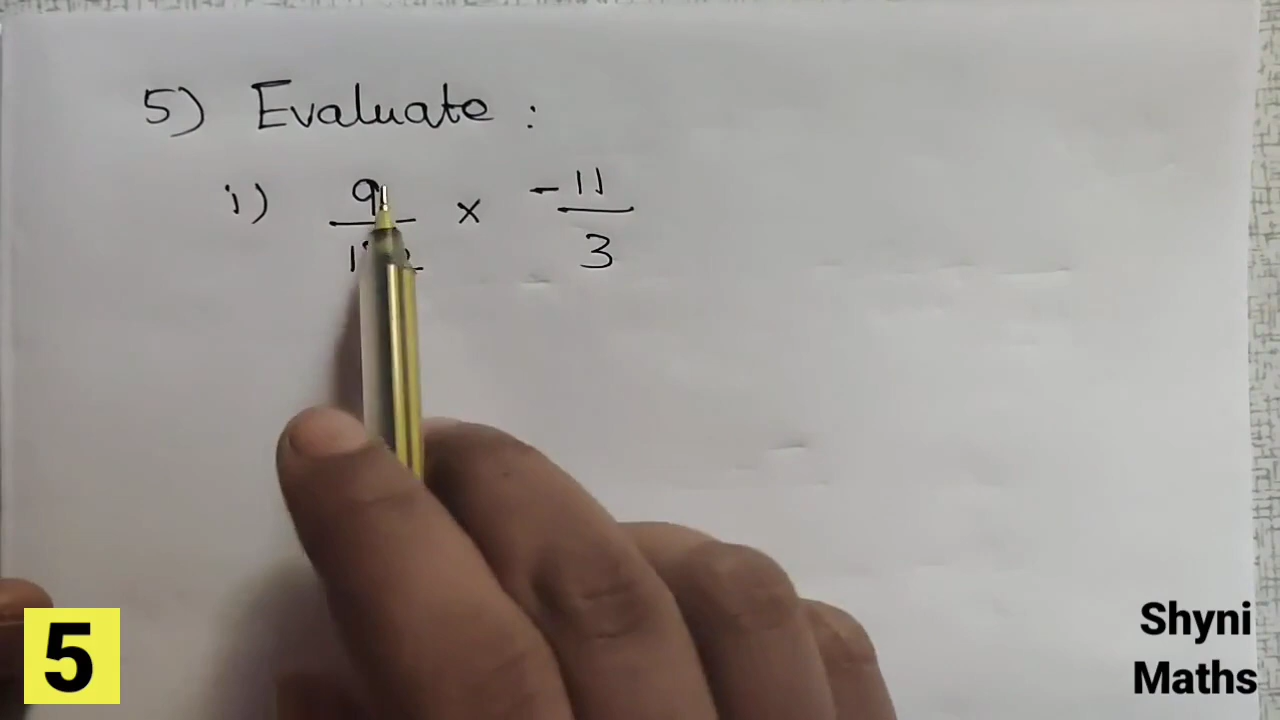 5) Evaluate :
i) 9 × -11
3
5
Shyni
Maths